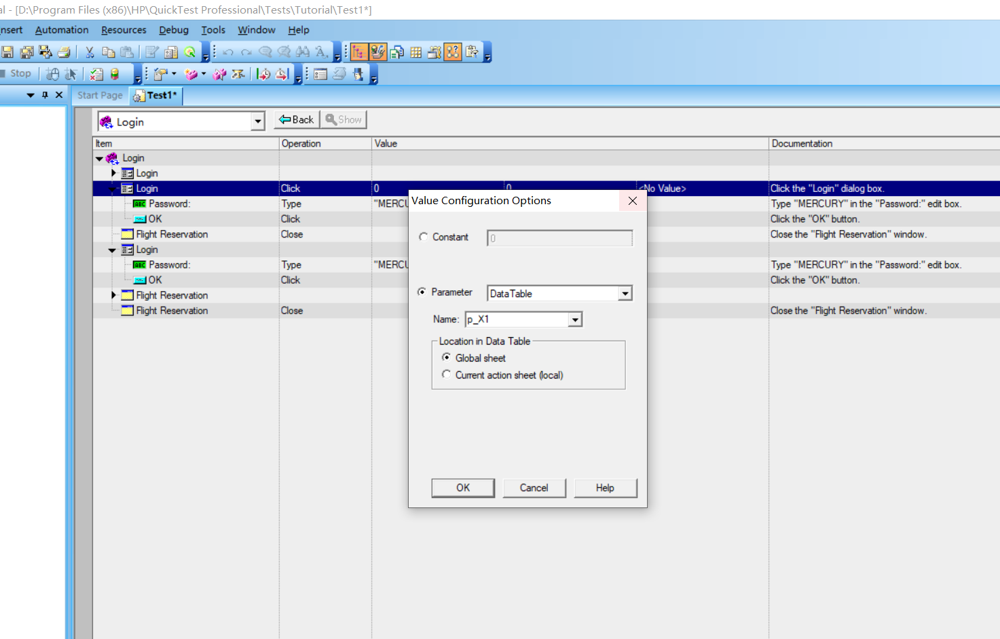 al - [D:\Program Files (x86)\HP\QuickTest Professional\Tests\Tutorial\Test1*]
nsert Automation Resources Debug Tools Window Help
Stop
Start Page Test1*
Login Back Show
Item Operation Value Documentation
Login
Login
Login Click 0 0 <No Value> Click the "Login" dialog box.
Password: Type "MERCU Type "MERCURY" in the "Password:" edit box.
OK Click Click the "OK" button.
Flight Reservation Close Close the "Flight Reservation" window.
Login
Password: Type "MERCU Type "MERCURY" in the "Password:" edit box.
OK Click Click the "OK" button.
Flight Reservation
Flight Reservation Close Close the "Flight Reservation" window.
Value Configuration Options
Constant 0
Parameter DataTable
Name: p_X1
Location in Data Table
Global sheet
Current action sheet (local)
OK Cancel Help